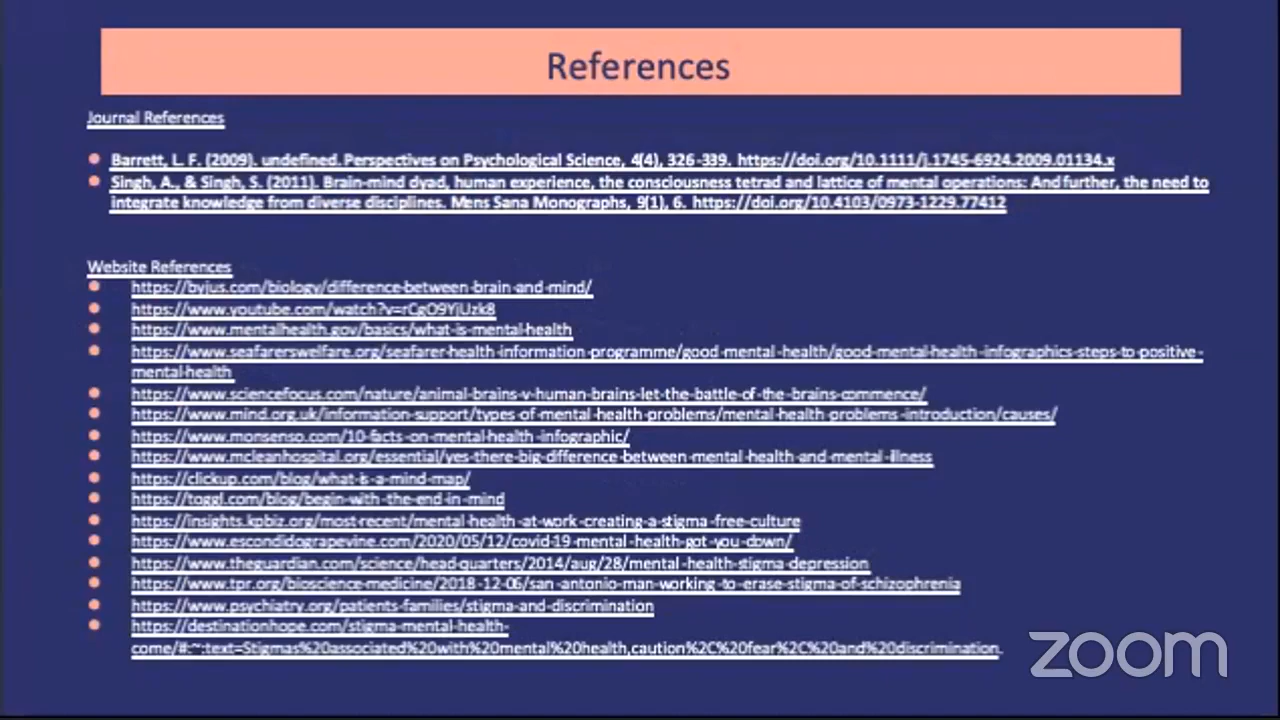 References
Journal References
Barrett, L. F. (2009). undefined. Perspectives on Psychological Science, 4(4), 326-339. https://doi.org/10.1111/j.1745-6924.2009.01134.x
Singh, A., & Singh, S. (2011). Brain-mind dyad, human experience, the consciousness tetrad and lattice of mental operations: And further, the need to
integrate knowledge from diverse disciplines. Mens Sana Monographs, 9(1), 6. https://doi.org/10.4103/0973-1229.77412
Website References
https://byjus.com/biology/difference-between-brain-and-mind/
https://www.youtube.com/watch?v=rCgO9YjUzk8
https://www.mentalhealth.gov/basics/what-is-mental-health
https://www.seafarerswelfare.org/seafarer-health-information-programme/good-mental-health/good-mental-health-infographics-steps-to-positive-
mental-health
https://www.sciencefocus.com/nature/animal-brains-v-human-brains-let-the-battle-of-the-brains-commence/
https://www.mind.org.uk/information-support/types-of-mental-health-problems/mental-health-problems-introduction/causes/
https://www.monsenso.com/10-facts-on-mental-health-infographic/
https://www.mcleanhospital.org/essential/yes-there-big-difference-between-mental-health-and-mental-illness
https://clickup.com/blog/what-is-a-mind-map/
https://toggl.com/blog/begin-with-the-end-in-mind
https://insights.kpbiz.org/most-recent/mental-health-at-work-creating-a-stigma-free-culture
https://www.escondidograpevine.com/2020/05/12/covid-19-mental-health-got-you-down/
https://www.theguardian.com/science/head-quarters/2014/aug/28/mental-health-stigma-depression
https://www.tpr.org/bioscience-medicine/2018-12-06/san-antonio-man-working-to-erase-stigma-of-schizophrenia
https://www.psychiatry.org/patients-families/stigma-and-discrimination
https://destinationhope.com/stigma-mental-health-
come/#:~:text=Stigmas%20associated%20with%20mental%20health,caution%2C%20fear%2C%20and%20discrimination.
zoom